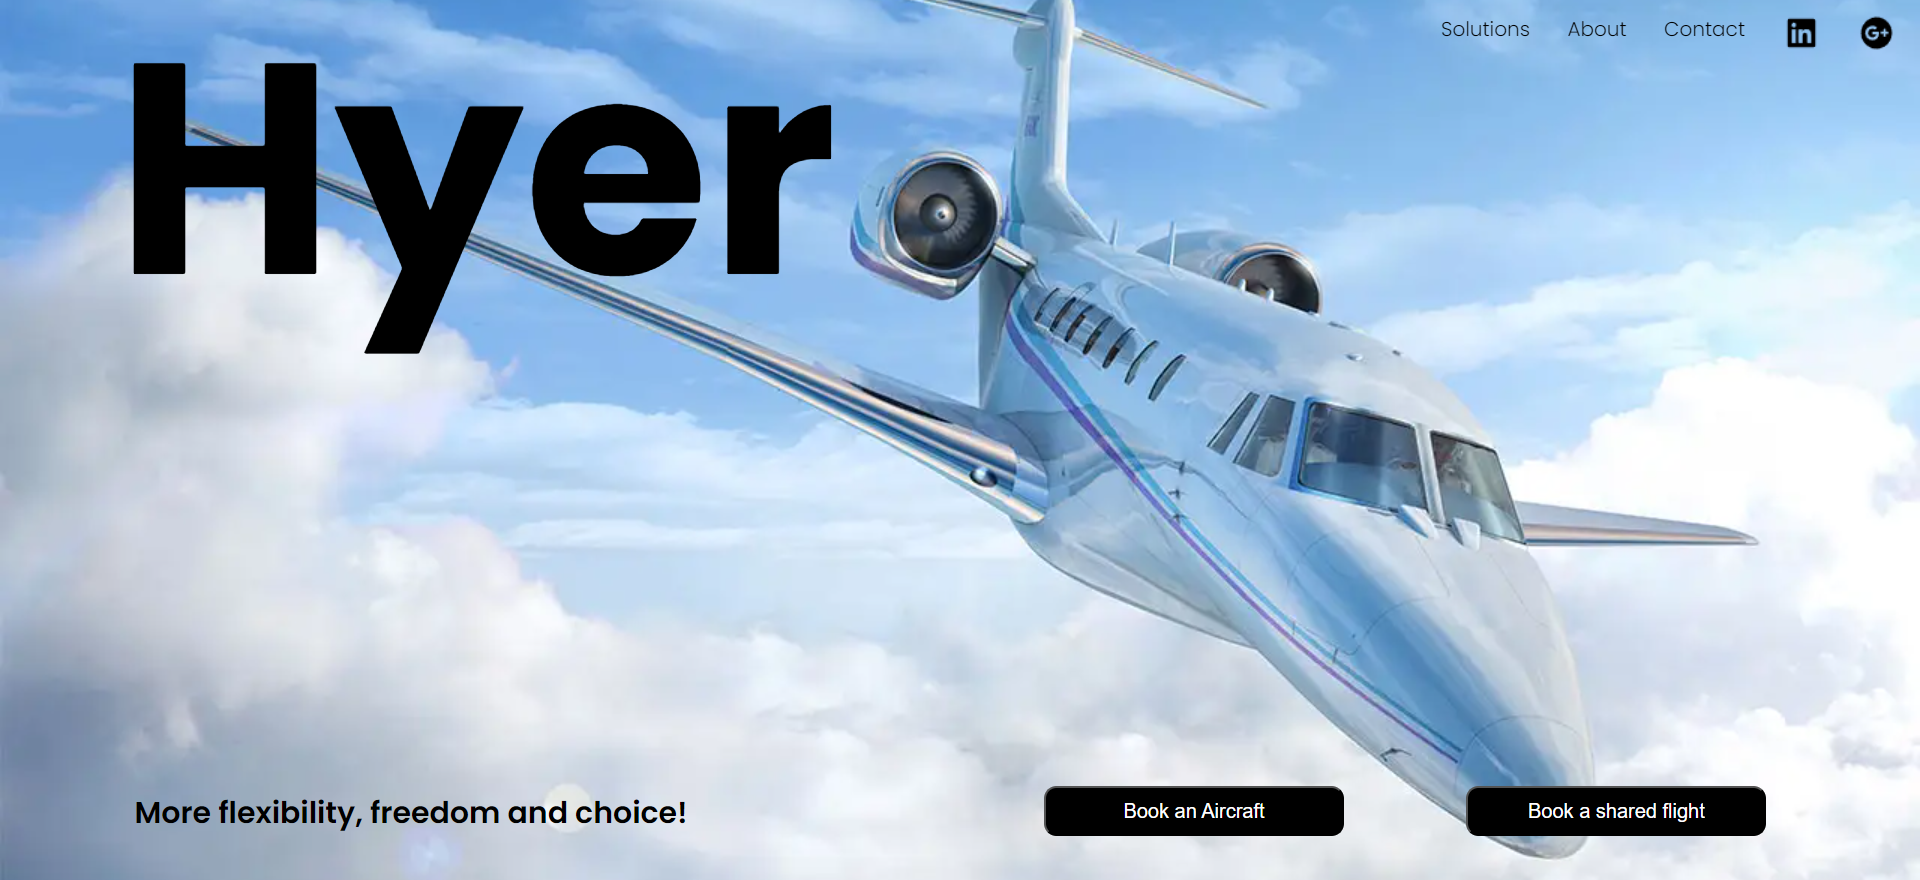 Solutions About Contact in G+
Hyer
More flexibility, freedom and choice!
Book an Aircraft
Book a shared flight